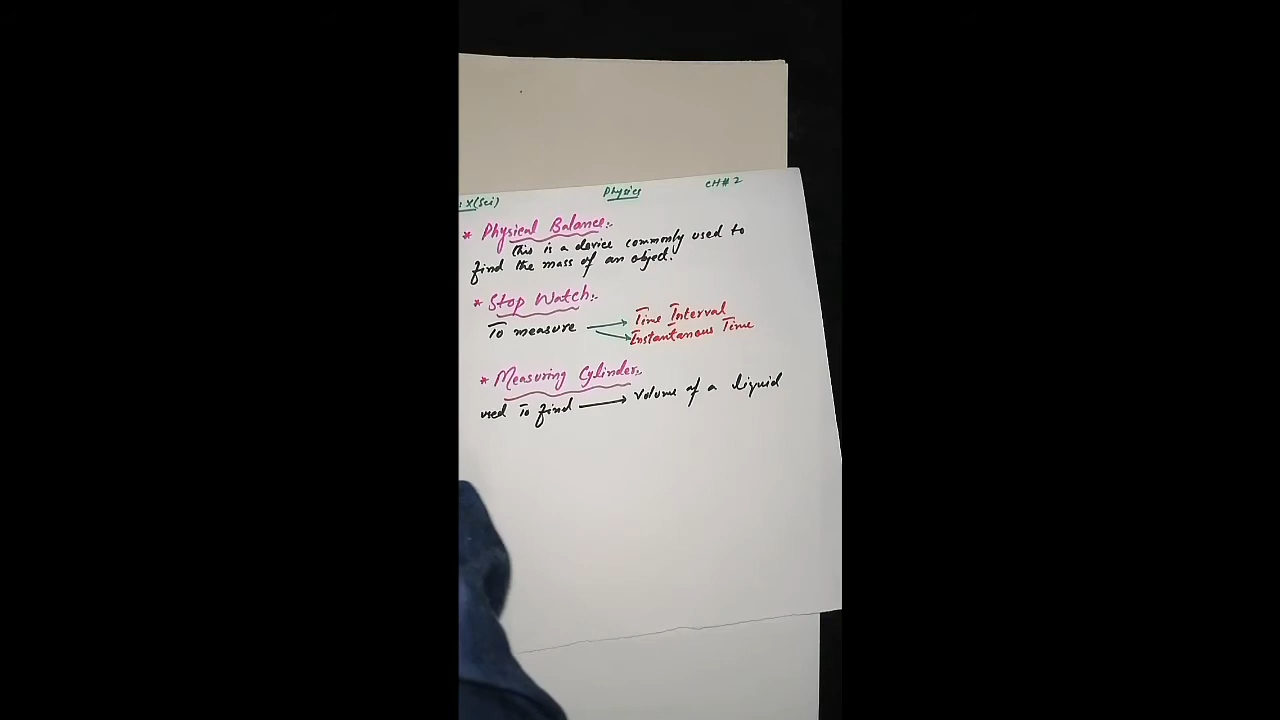 X(Sci) Physics CH# 2
* Physical Balance:-
This is a device commonly used to
find the mass of an object.
* Stop Watch:-
To measure → Time Interval
→ Instantanous Time
* Measuring Cylinder:-
used To find → Volume of a liquid